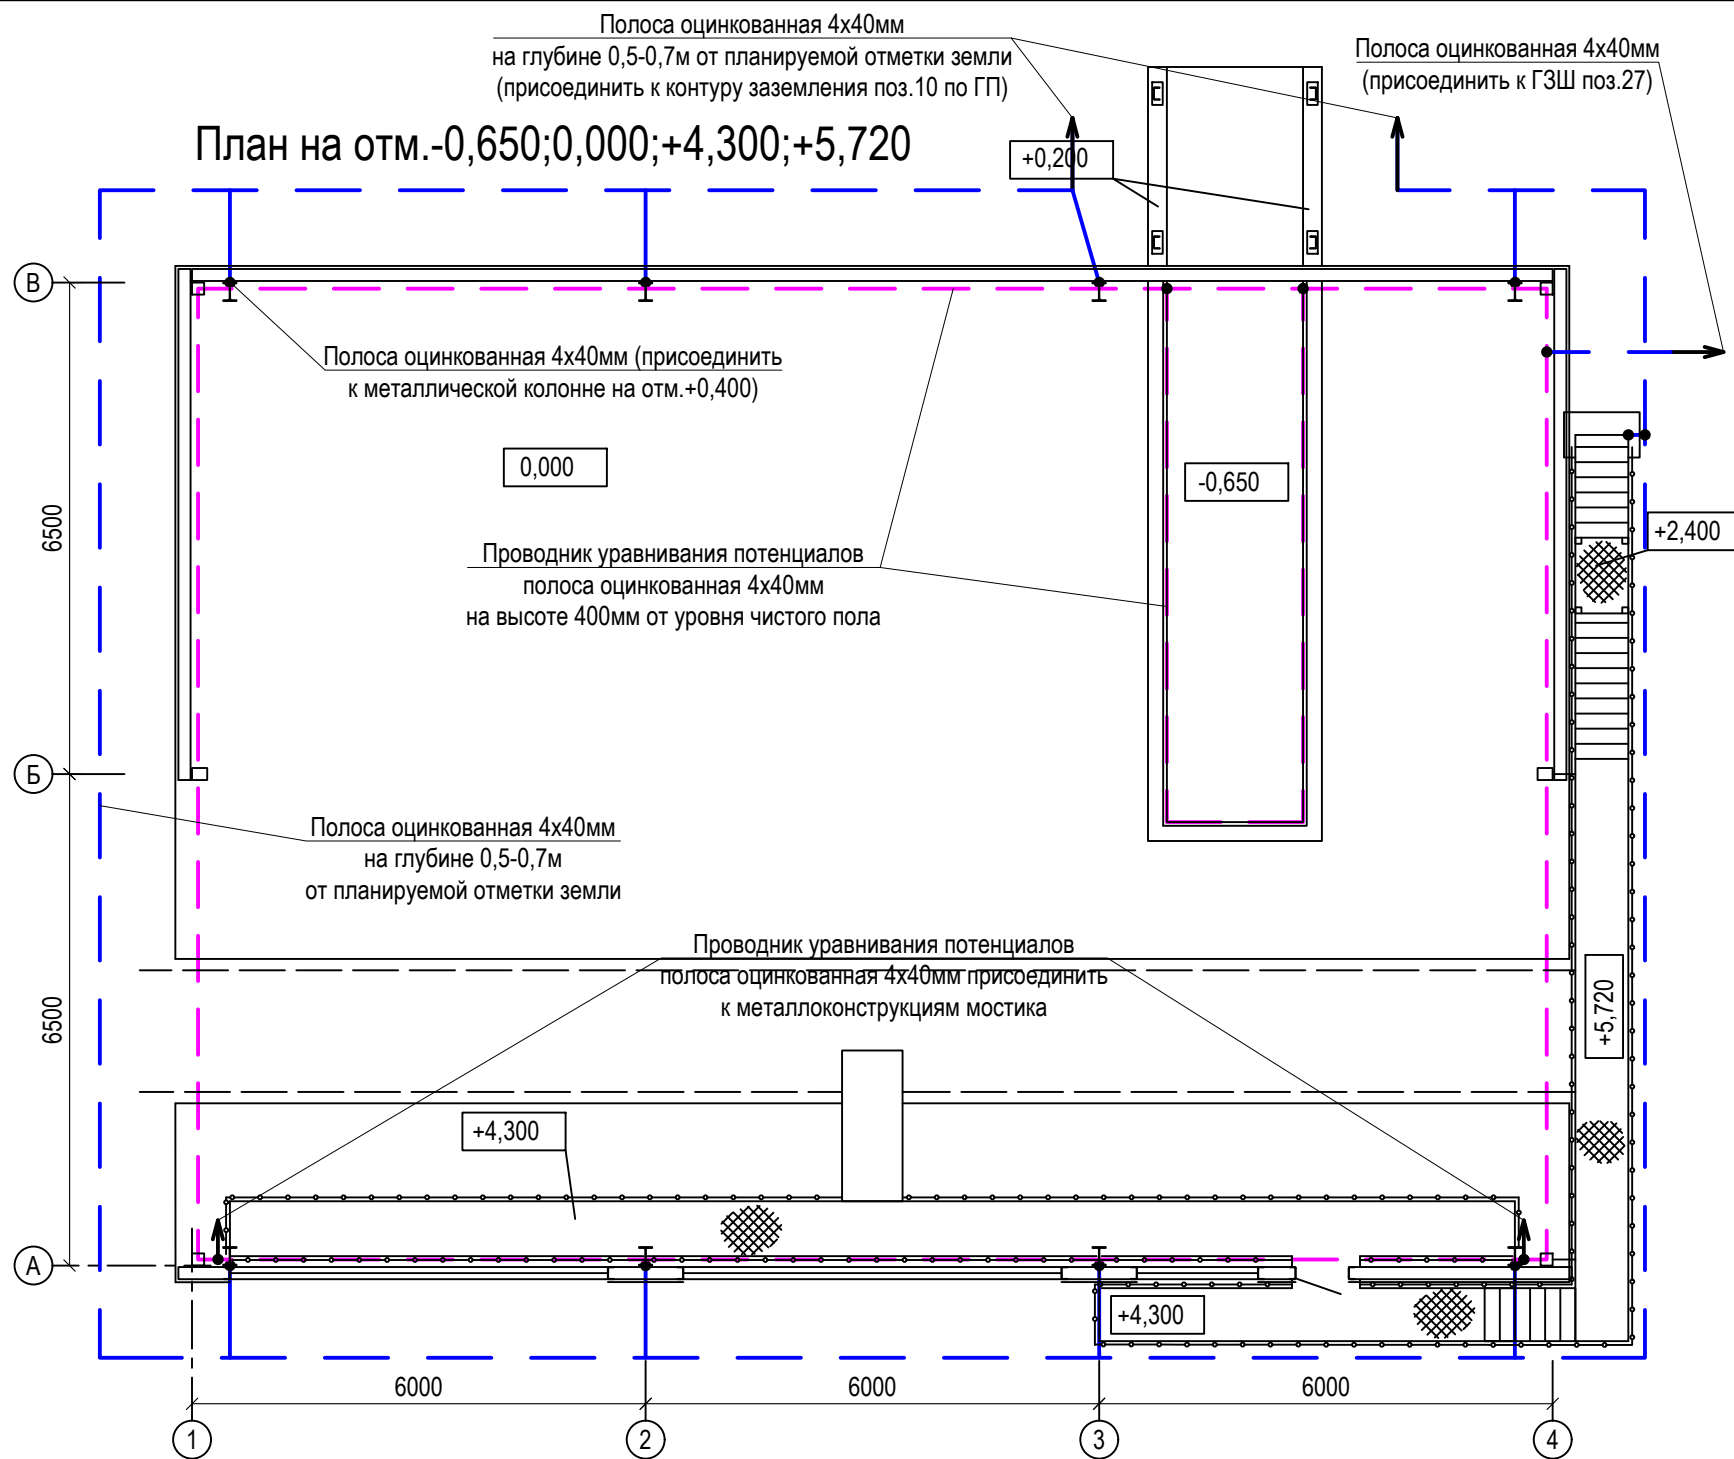 Полоса оцинкованная 4х40мм
на глубине 0,5-0,7м от планируемой отметки земли
(присоединить к контуру заземления поз.10 по ГП)
Полоса оцинкованная 4х40мм
(присоединить к ГЗШ поз.27)
План на отм.-0,650;0,000;+4,300;+5,720
+0,200
В
Полоса оцинкованная 4х40мм (присоединить
к металлической колонне на отм.+0,400)
0,000
-0,650
6500
+2,400
Проводник уравнивания потенциалов
полоса оцинкованная 4х40мм
на высоте 400мм от уровня чистого пола
Б
Полоса оцинкованная 4х40мм
на глубине 0,5-0,7м
от планируемой отметки земли
Проводник уравнивания потенциалов
полоса оцинкованная 4х40мм присоединить
к металлоконструкциям мостика
6500
+5,720
+4,300
А
+4,300
6000
6000
6000
1
2
3
4